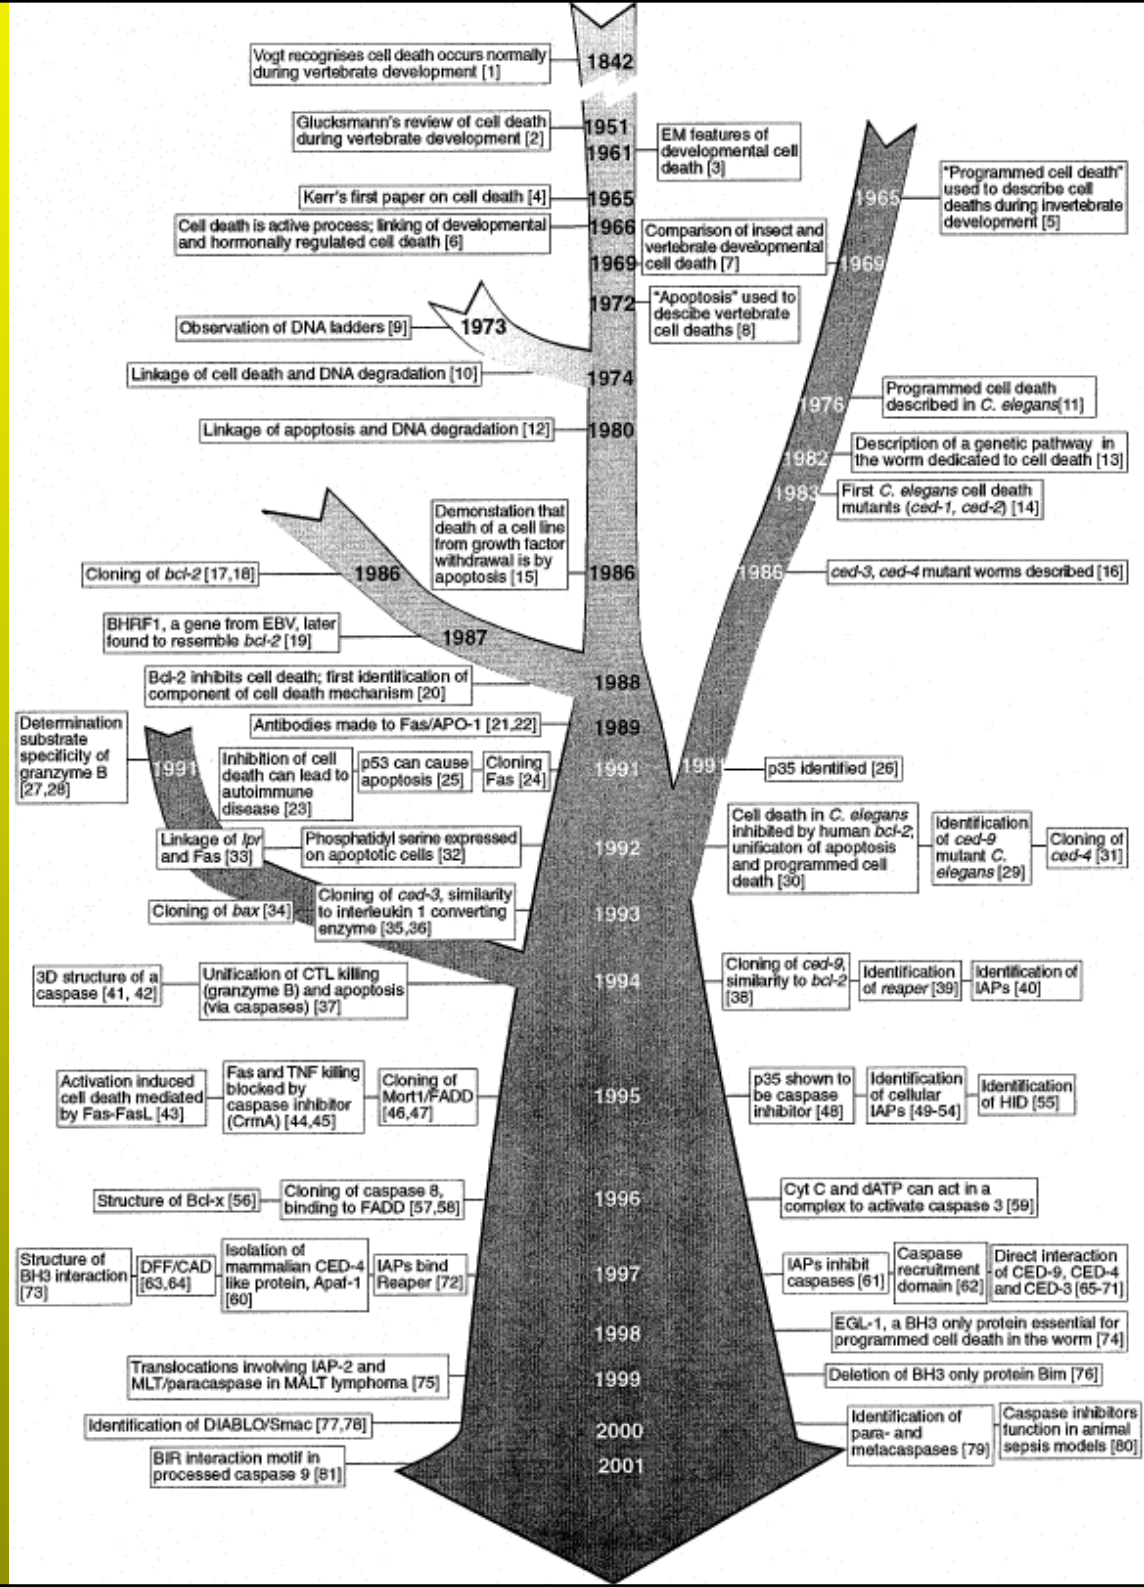 1842
Vogt recognises cell death occurs normally
during vertebrate development [1]
Glucksmann's review of cell death
during vertebrate development [2]
1951
1961
EM features of
developmental cell
death [3]
Kerr's first paper on cell death [4]
1965
1965
"Programmed cell death"
used to describe cell
deaths during invertebrate
development [5]
Cell death is active process; linking of developmental
and hormonally regulated cell death [6]
1966
1969
Comparison of insect and
vertebrate developmental
cell death [7]
1969
1972
"Apoptosis" used to
descibe vertebrate
cell deaths [8]
Observation of DNA ladders [9]
1973
Linkage of cell death and DNA degradation [10]
1974
1976
Programmed cell death
described in C. elegans[11]
Linkage of apoptosis and DNA degradation [12]
1980
1982
Description of a genetic pathway in
the worm dedicated to cell death [13]
1983
First C. elegans cell death
mutants (ced-1, ced-2) [14]
Demonstation that
death of a cell line
from growth factor
withdrawal is by
apoptosis [15]
Cloning of bcl-2 [17,18]
1986
1986
1986
ced-3, ced-4 mutant worms described [16]
BHRF1, a gene from EBV, later
found to resemble bcl-2 [19]
1987
Bcl-2 inhibits cell death; first identification of
component of cell death mechanism [20]
1988
Antibodies made to Fas/APO-1 [21,22]
1989
Determination
substrate
specificity of
granzyme B
[27,28]
1991
Inhibition of cell
death can lead to
autoimmune
disease [23]
p53 can cause
apoptosis [25]
Cloning
Fas [24]
1991
1991
p35 identified [26]
Linkage of lpr
and Fas [33]
Phosphatidyl serine expressed
on apoptotic cells [32]
1992
Cell death in C. elegans
inhibited by human bcl-2;
unificaton of apoptosis
and programmed cell
death [30]
Identification
of ced-9
mutant C.
elegans [29]
Cloning of
ced-4 [31]
Cloning of bax [34]
Cloning of ced-3, similarity
to interleukin 1 converting
enzyme [35,36]
1993
3D structure of a
caspase [41, 42]
Unification of CTL killing
(granzyme B) and apoptosis
(via caspases) [37]
1994
Cloning of ced-9,
similarity to bcl-2
[38]
Identification
of reaper [39]
Identification of
IAPs [40]
Activation induced
cell death mediated
by Fas-FasL [43]
Fas and TNF killing
blocked by
caspase inhibitor
(CrmA) [44,45]
Cloning of
Mort1/FADD
[46,47]
1995
p35 shown to
be caspase
inhibitor [48]
Identification
of cellular
IAPs [49-54]
Identification
of HID [55]
Structure of Bcl-x [56]
Cloning of caspase 8,
binding to FADD [57,58]
1996
Cyt C and dATP can act in a
complex to activate caspase 3 [59]
Structure of
BH3 interaction
[73]
DFF/CAD
[63,64]
Isolation of
mammalian CED-4
like protein, Apaf-1
[60]
IAPs bind
Reaper [72]
1997
IAPs inhibit
caspases [61]
Caspase
recruitment
domain [62]
Direct interaction
of CED-9, CED-4
and CED-3 [65-71]
1998
EGL-1, a BH3 only protein essential for
programmed cell death in the worm [74]
Translocations involving IAP-2 and
MLT/paracaspase in MALT lymphoma [75]
1999
Deletion of BH3 only protein Bim [76]
Identification of DIABLO/Smac [77,78]
2000
Identification of
para- and
metacaspases [79]
Caspase inhibitors
function in animal
sepsis models [80]
BIR interaction motif in
processed caspase 9 [81]
2001